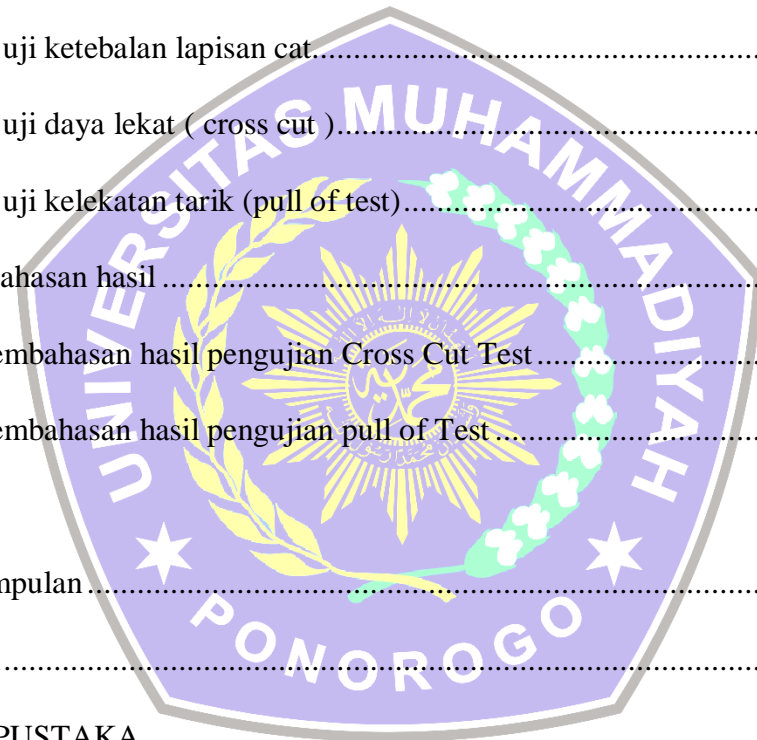 uji ketebalan lapisan cat........................................................
uji daya lekat ( cross cut ).....................................................
uji kelekatan tarik (pull of test)...............................................
ahasan hasil.....................................................................
embahasan hasil pengujian Cross Cut Test.........................................
embahasan hasil pengujian pull of Test...........................................
mpulan...........................................................................
.................................................................................
PUSTAKA
UNIVERSITAS MUHAMMADIYAH
PONOROGO